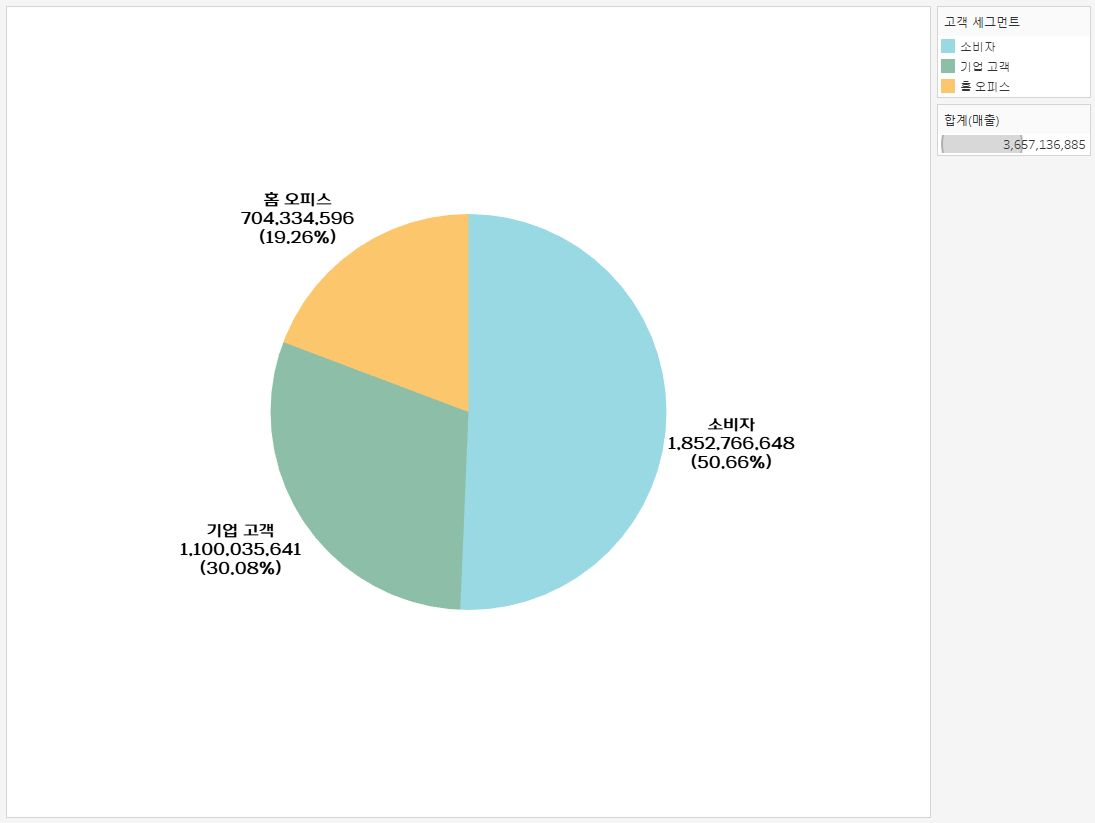 홈 오피스
704,334,596
(19.26%)
소비자
1,852,766,648
(50.66%)
기업 고객
1,100,035,641
(30.08%)
고객 세그먼트
소비자
기업 고객
홈 오피스
합계(매출)
3,657,136,885